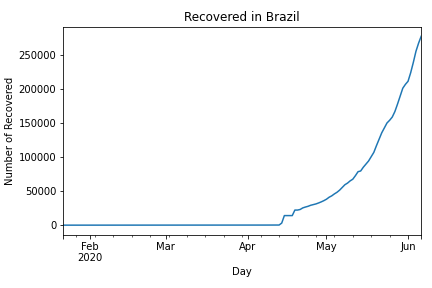 Recovered in Brazil
Number of Recovered
250000
200000
150000
100000
50000
0
Feb
2020
Mar
Apr
May
Jun
Day